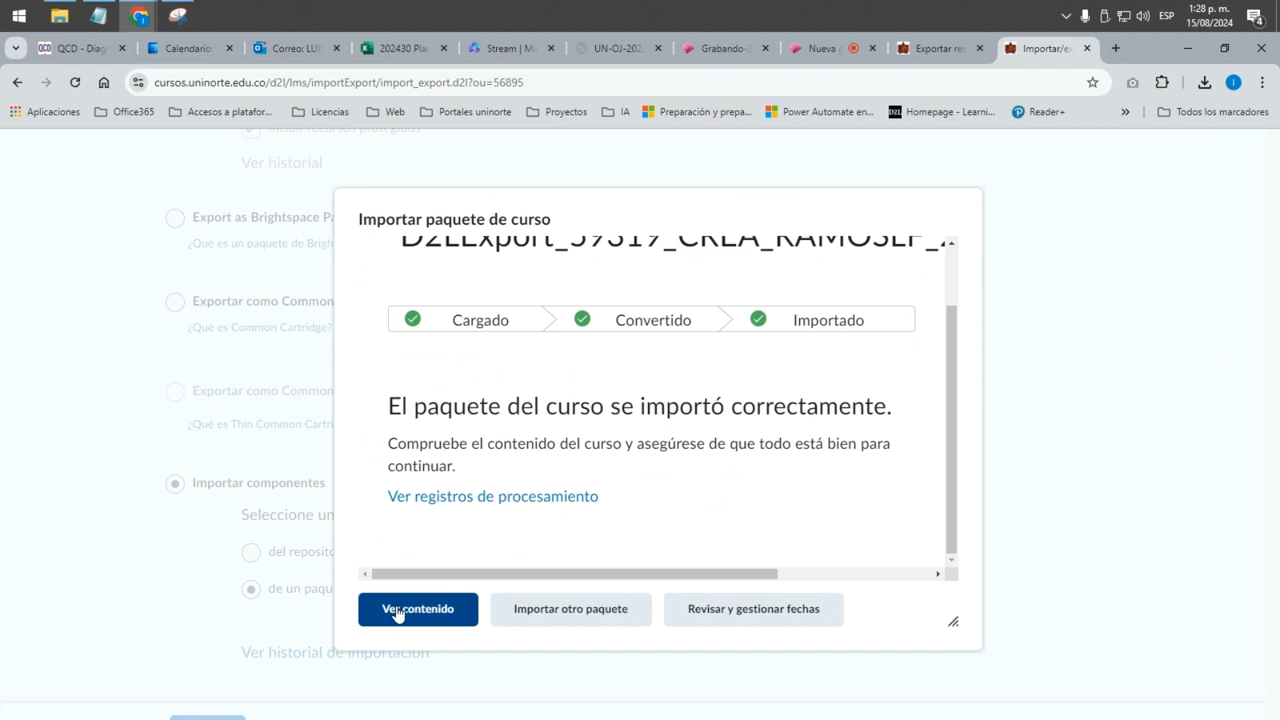 1:28 p. m.
ESP
15/08/2024
4
QCD - Diag
Calendario
Correo: LUI
202430 Pla
Stream | M
UN-OJ-202
Grabando-
Nueva
Exportar re
Importar/e
cursos.uninorte.edu.co/d2l/lms/importExport/import_export.d2l?ou=56895
Aplicaciones
Office365
Accesos a platafor...
Licencias
Web
Portales uninorte
Proyectos
IA
Preparación y prepa...
Power Automate en...
D2L
Homepage - Learni...
Reader+
»
Todos los marcadores
Incluir recursos protegidos
Ver historial
Export as Brightspace Pa
¿Qué es un paquete de Brigh
Exportar como Common
¿Qué es Common Cartridge?
Exportar como Common
¿Qué es Thin Common Cartri
Importar componentes
Seleccione un
del reposito
de un paqu
Ver historial de importación
Importar paquete de curso
D2LExport_59319_CREA_RAMOSLF_2
Cargado
Convertido
Importado
El paquete del curso se importó correctamente.
Compruebe el contenido del curso y asegúrese de que todo está bien para
continuar.
Ver registros de procesamiento
Ver contenido
Importar otro paquete
Revisar y gestionar fechas